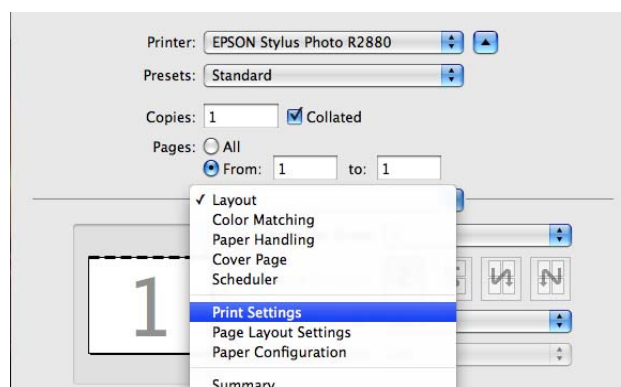 Printer: EPSON Stylus Photo R2880
Presets: Standard
Copies: 1 Collated
Pages: All
From: 1 to: 1
✓ Layout
Color Matching
Paper Handling
Cover Page
Scheduler
Print Settings
Page Layout Settings
Paper Configuration
Summary
1